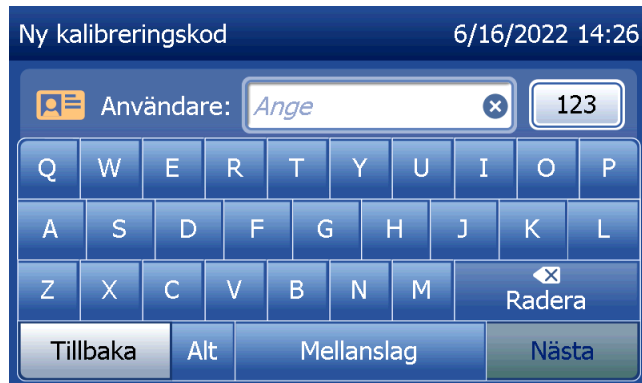 Ny kalibreringskod 6/16/2022 14:26
Användare: Ange 123
Q W E R T Y U I O P
A S D F G H J K L
Z X C V B N M Radera
Tillbaka Alt Mellanslag Nästa